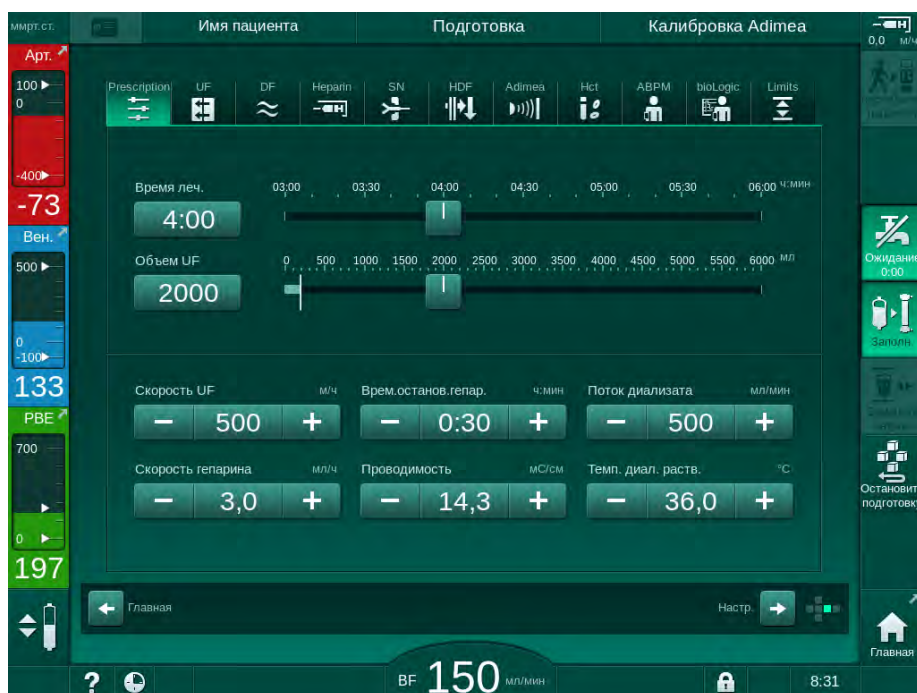 ммрт.ст.
Имя пациента
Подготовка
Калибровка Adimea
0,0 м/ч
Арт.
100
0
-400
-73
Вен.
500
0
-100
133
PBE
700
0
197
Prescription
UF
DF
Heparin
SN
HDF
Adimea
Hct
ABPM
bioLogic
Limits
Время леч.
4:00
03:00 03:30 04:00 04:30 05:00 05:30 06:00 ч:мин
Объем UF
2000
0 500 1000 1500 2000 2500 3000 3500 4000 4500 5000 5500 6000 мл
Скорость UF м/ч
− 500 +
Врем.останов.гепар. ч:мин
− 0:30 +
Поток диализата мл/мин
− 500 +
Скорость гепарина мл/ч
− 3,0 +
Проводимость мС/см
− 14,3 +
Темп. диал. раств. °C
− 36,0 +
Ожидание
0:00
Заполн.
Остановит
подготовк
Главная
Настр.
Главная
?
BF 150 мл/мин
8:31